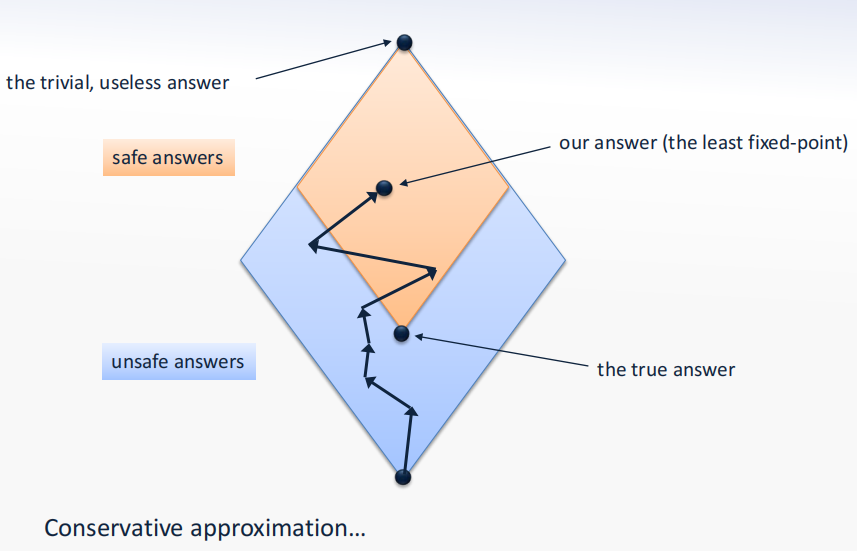 the trivial, useless answer
our answer (the least fixed-point)
safe answers
unsafe answers
the true answer
Conservative approximation...